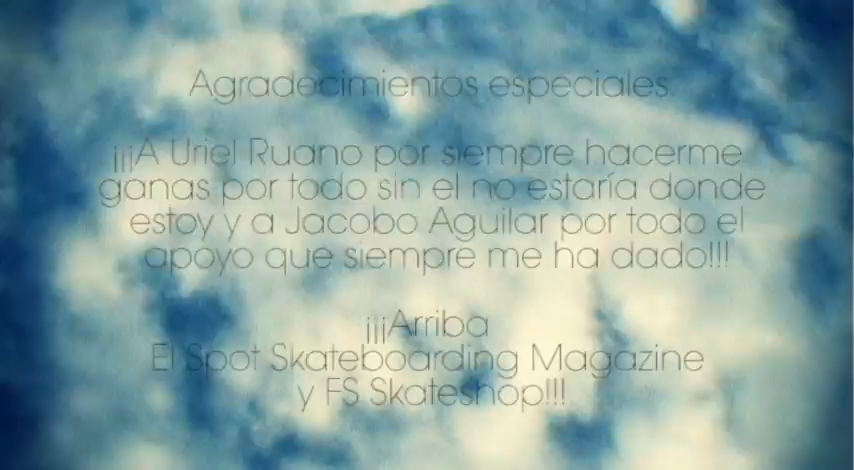 Agradecimientos especiales:
¡¡¡A Uriel Ruano por siempre hacerme
ganas por todo sin el no estaría donde
estoy y a Jacobo Aguilar por todo el
apoyo que siempre me ha dado!!!
¡¡¡Arriba
El Spot Skateboarding Magazine
y FS Skateshop!!!